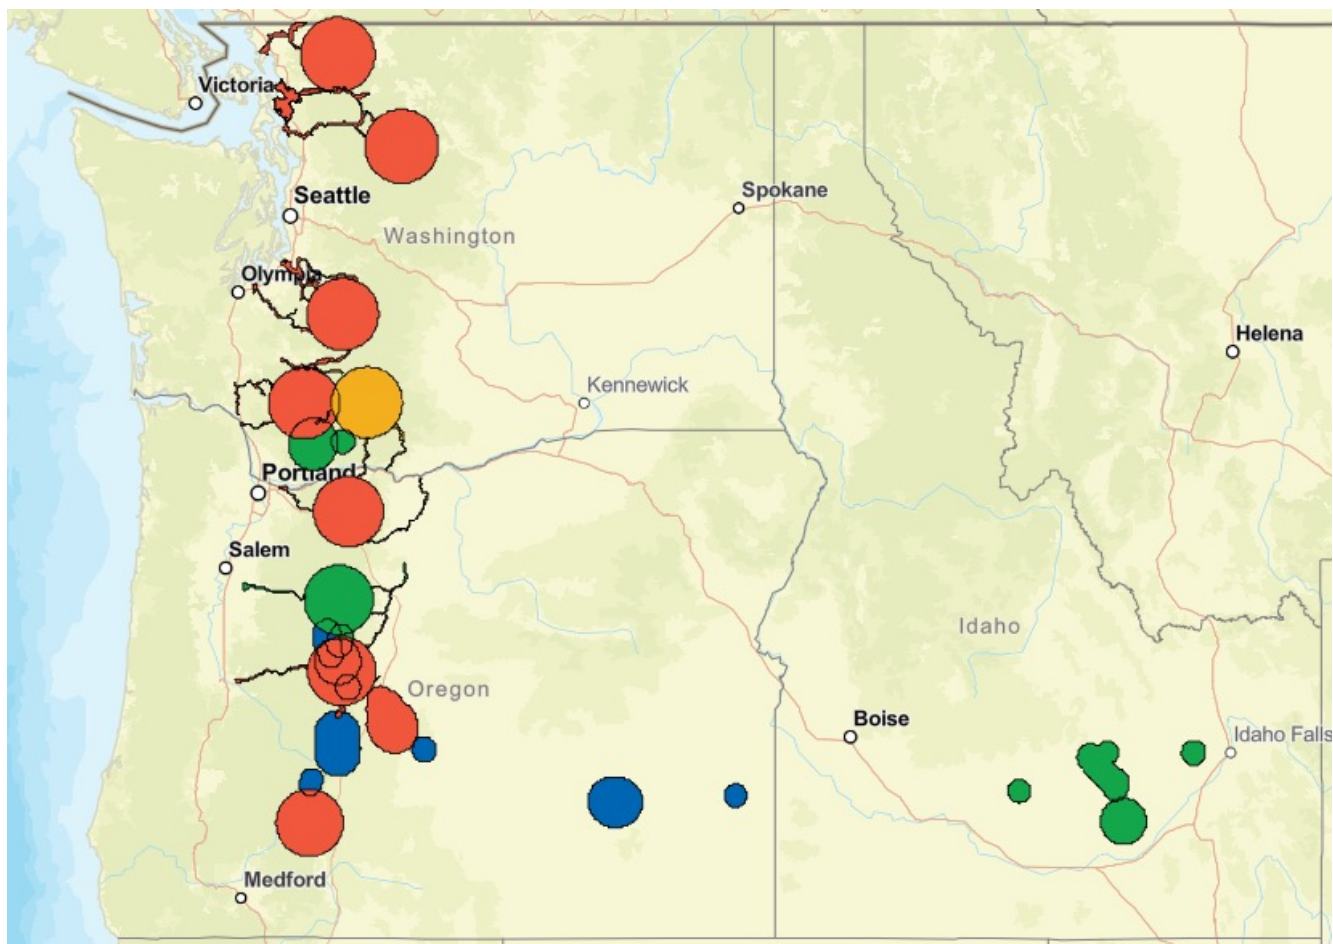 Victoria
Seattle
Spokane
Washington
Olympia
Helena
Kennewick
Portland
Salem
Idaho
Oregon
Boise
Idaho Falls
Medford